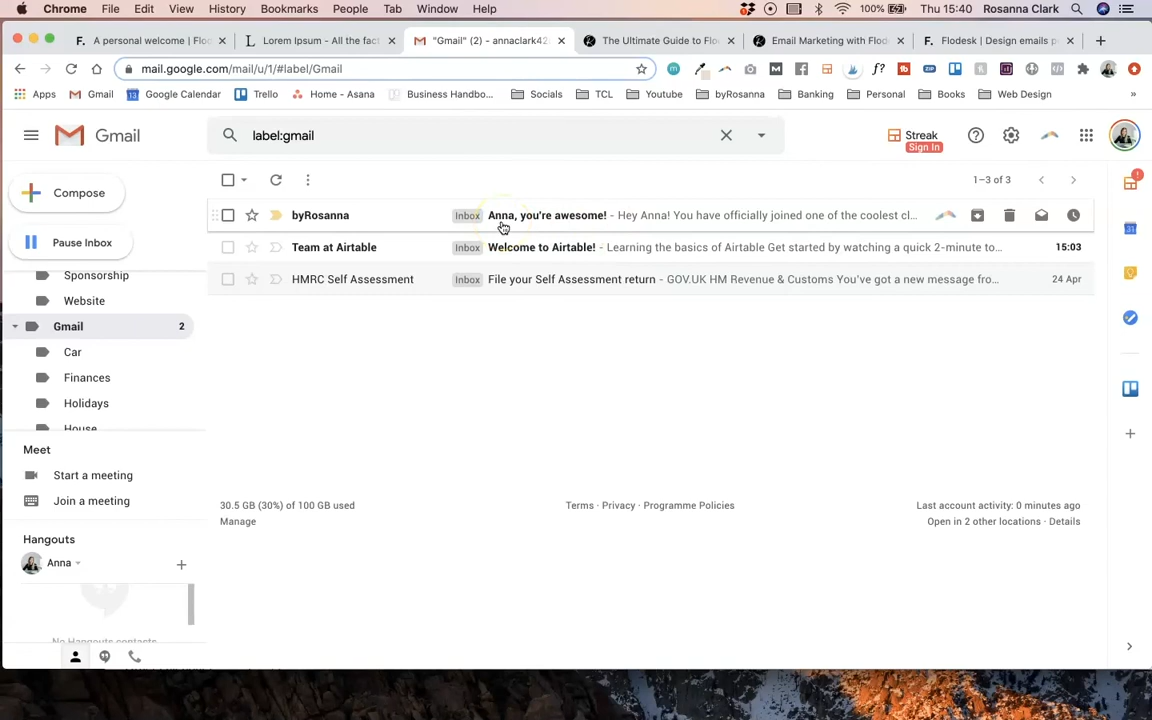 Chrome File Edit View History Bookmarks People Tab Window Help 100% Thu 15:40 Rosanna Clark
A personal welcome | Floc
Lorem Ipsum - All the fact
"Gmail" (2) - annaclark42
The Ultimate Guide to Flo
Email Marketing with Flod
Flodesk | Design emails p
mail.google.com/mail/u/1/#label/Gmail
Apps Gmail Google Calendar Trello Home - Asana Business Handbo... Socials TCL Youtube byRosanna Banking Personal Books Web Design »
Gmail
label:gmail
Streak
Sign In
Compose
1–3 of 3
Pause Inbox
byRosanna Inbox Anna, you're awesome! - Hey Anna! You have officially joined one of the coolest cl...
Team at Airtable Inbox Welcome to Airtable! - Learning the basics of Airtable Get started by watching a quick 2-minute to... 15:03
HMRC Self Assessment Inbox File your Self Assessment return - GOV.UK HM Revenue & Customs You've got a new message fro... 24 Apr
Sponsorship
Website
Gmail 2
Car
Finances
Holidays
House
Meet
Start a meeting
Join a meeting
Hangouts
Anna
No Hangouts contacts
30.5 GB (30%) of 100 GB used
Manage
Terms · Privacy · Programme Policies
Last account activity: 0 minutes ago
Open in 2 other locations · Details